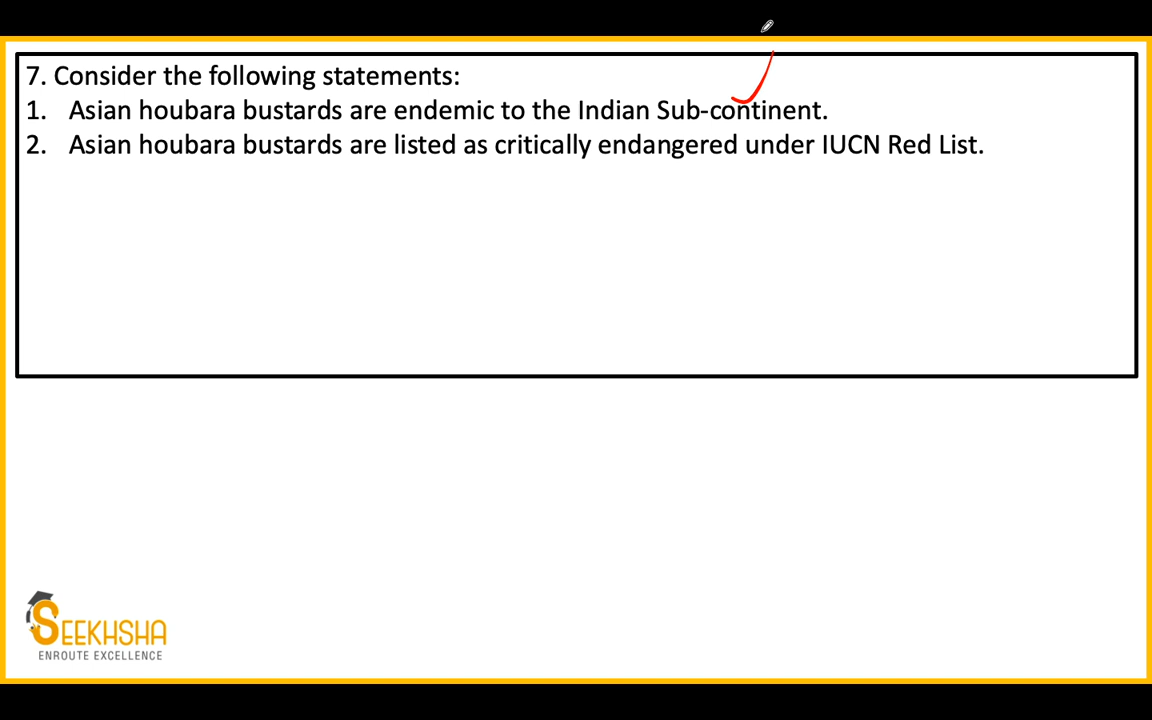 7. Consider the following statements:
1. Asian houbara bustards are endemic to the Indian Sub-continent.
2. Asian houbara bustards are listed as critically endangered under IUCN Red List.
SEEKHSHA
ENROUTE EXCELLENCE